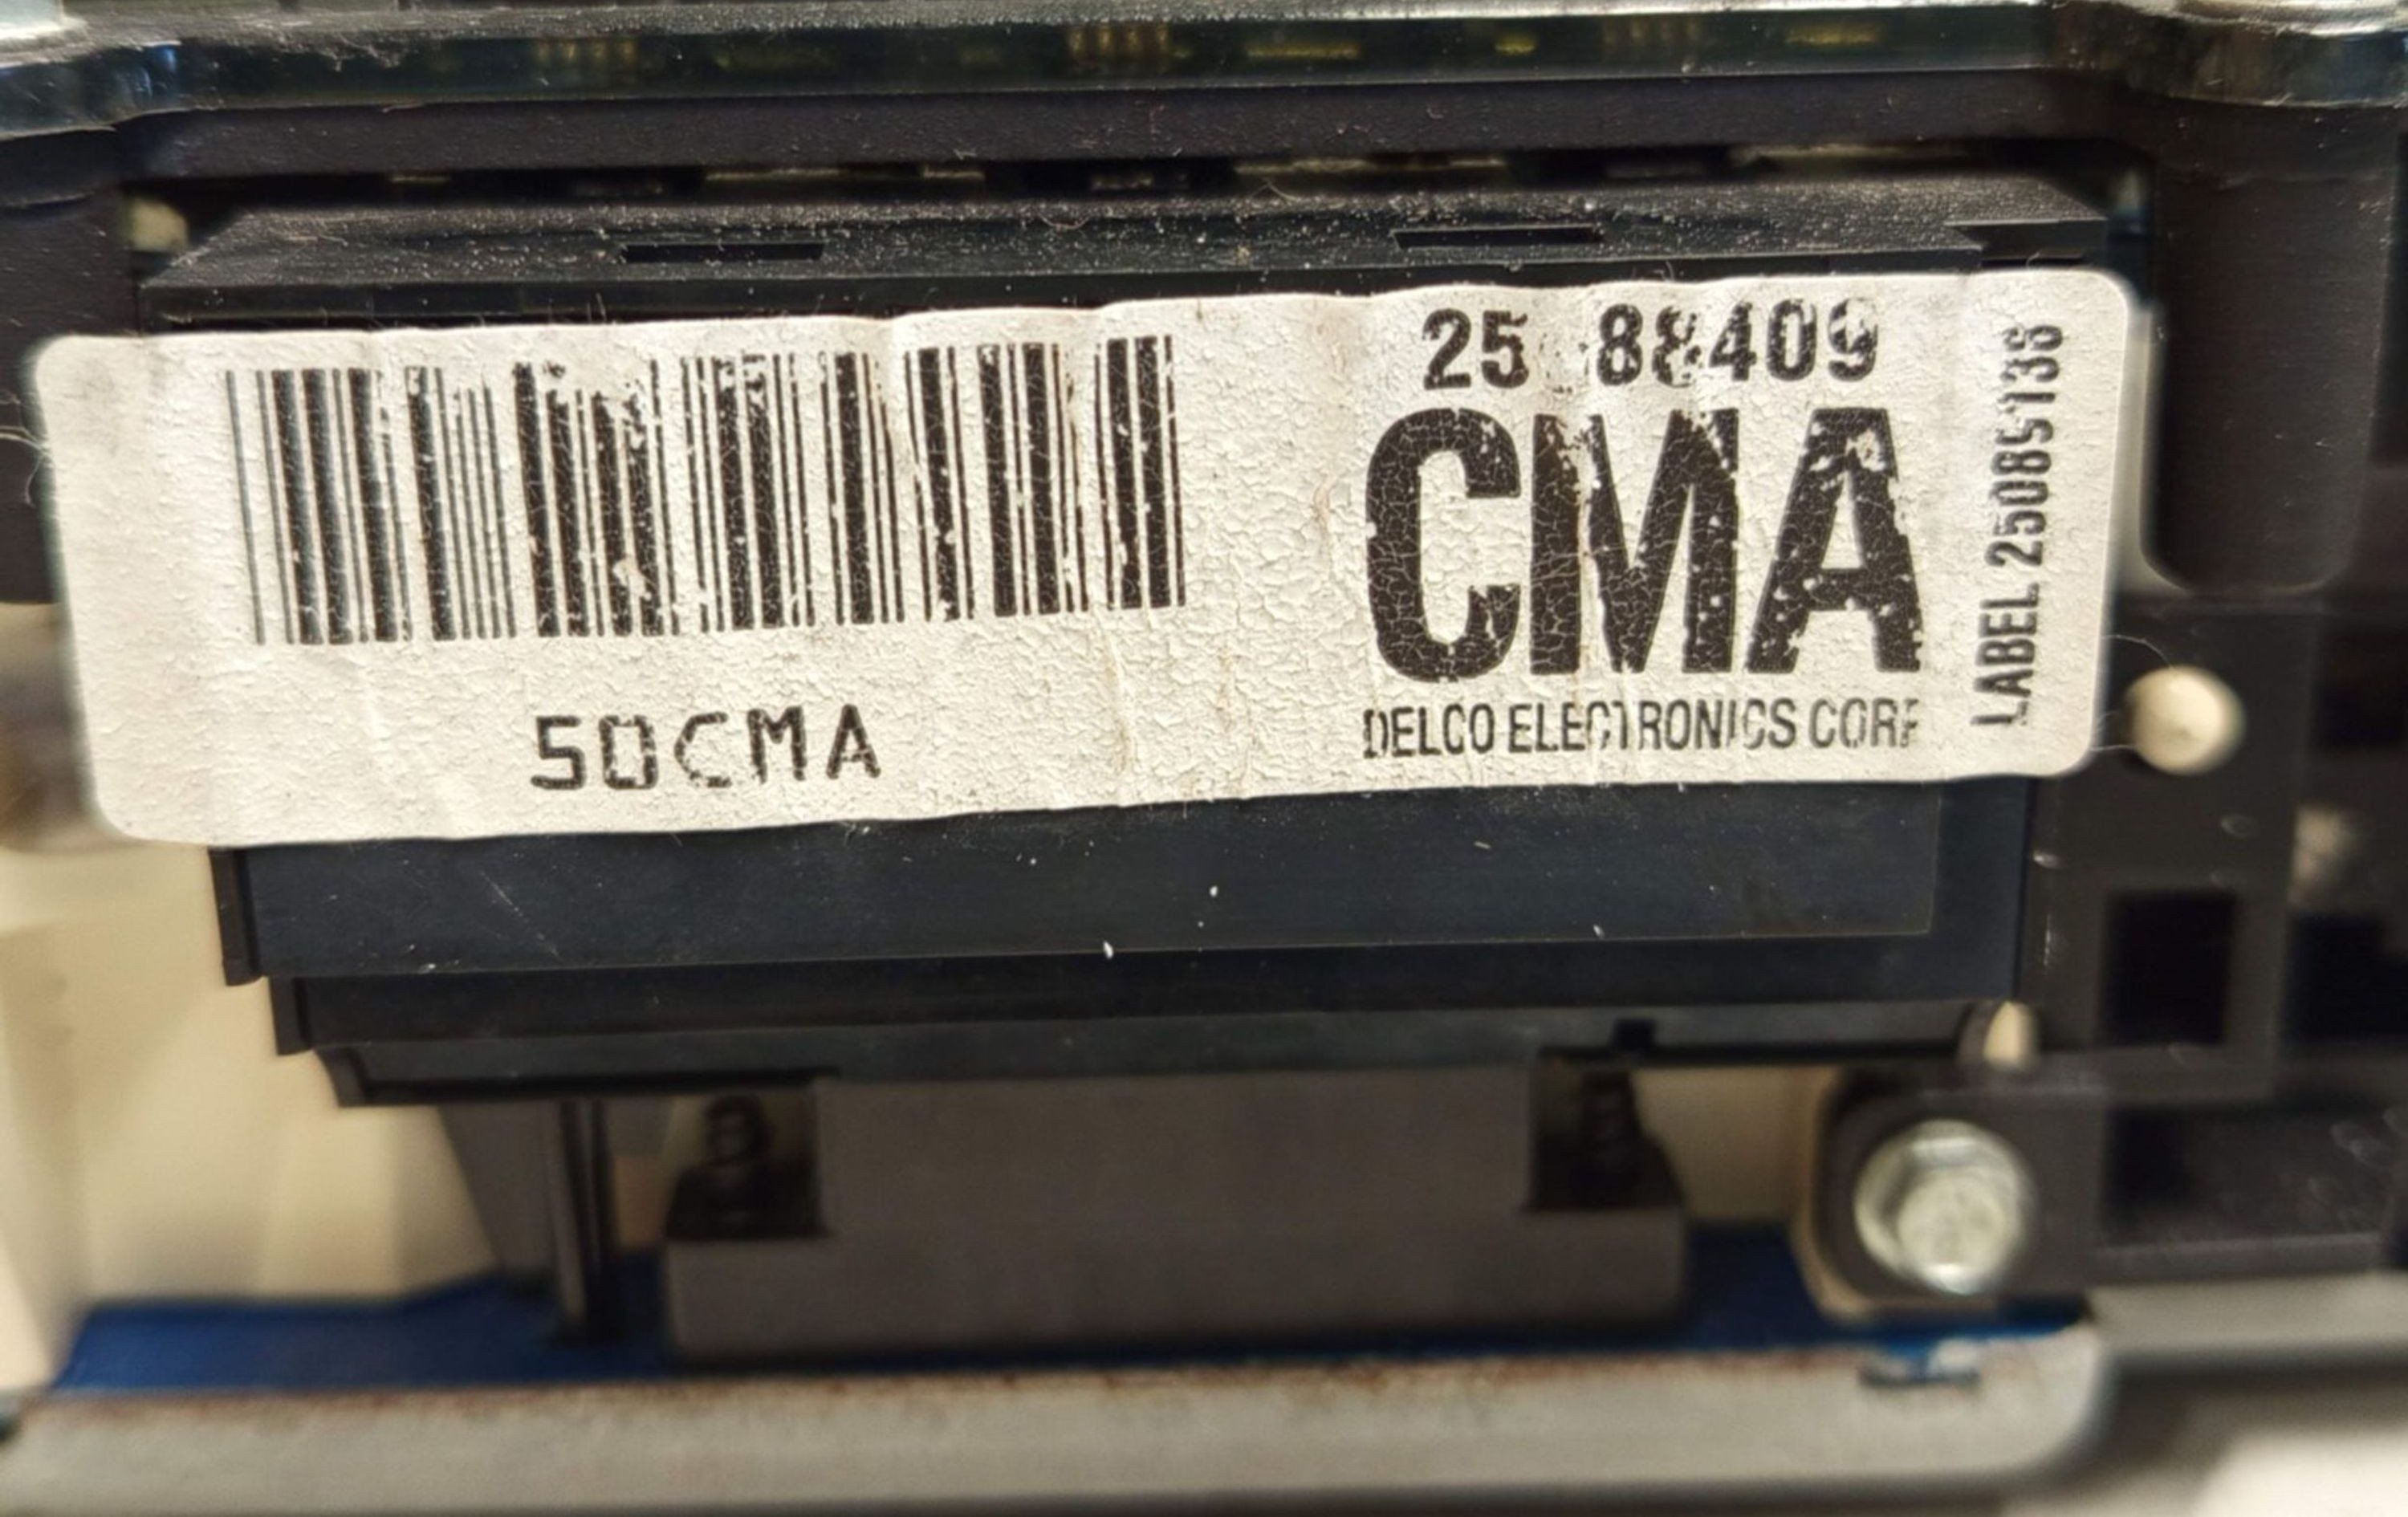 50CMA
CMA
DELCO ELECTRONICS CORP
LABEL 25085136